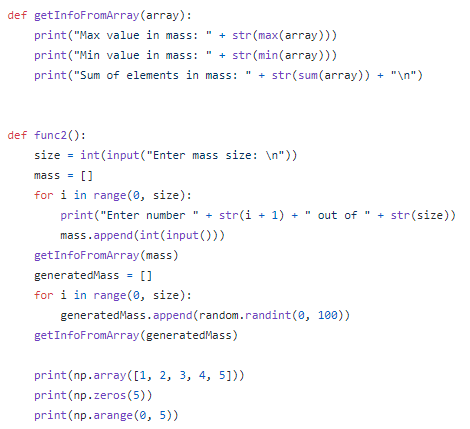 def getInfoFromArray(array):
    print("Max value in mass: " + str(max(array)))
    print("Min value in mass: " + str(min(array)))
    print("Sum of elements in mass: " + str(sum(array)) + "\n")
def func2():
    size = int(input("Enter mass size: \n"))
    mass = []
    for i in range(0, size):
        print("Enter number " + str(i + 1) + " out of " + str(size))
        mass.append(int(input()))
    getInfoFromArray(mass)
    generatedMass = []
    for i in range(0, size):
        generatedMass.append(random.randint(0, 100))
    getInfoFromArray(generatedMass)
    print(np.array([1, 2, 3, 4, 5]))
    print(np.zeros(5))
    print(np.arange(0, 5))